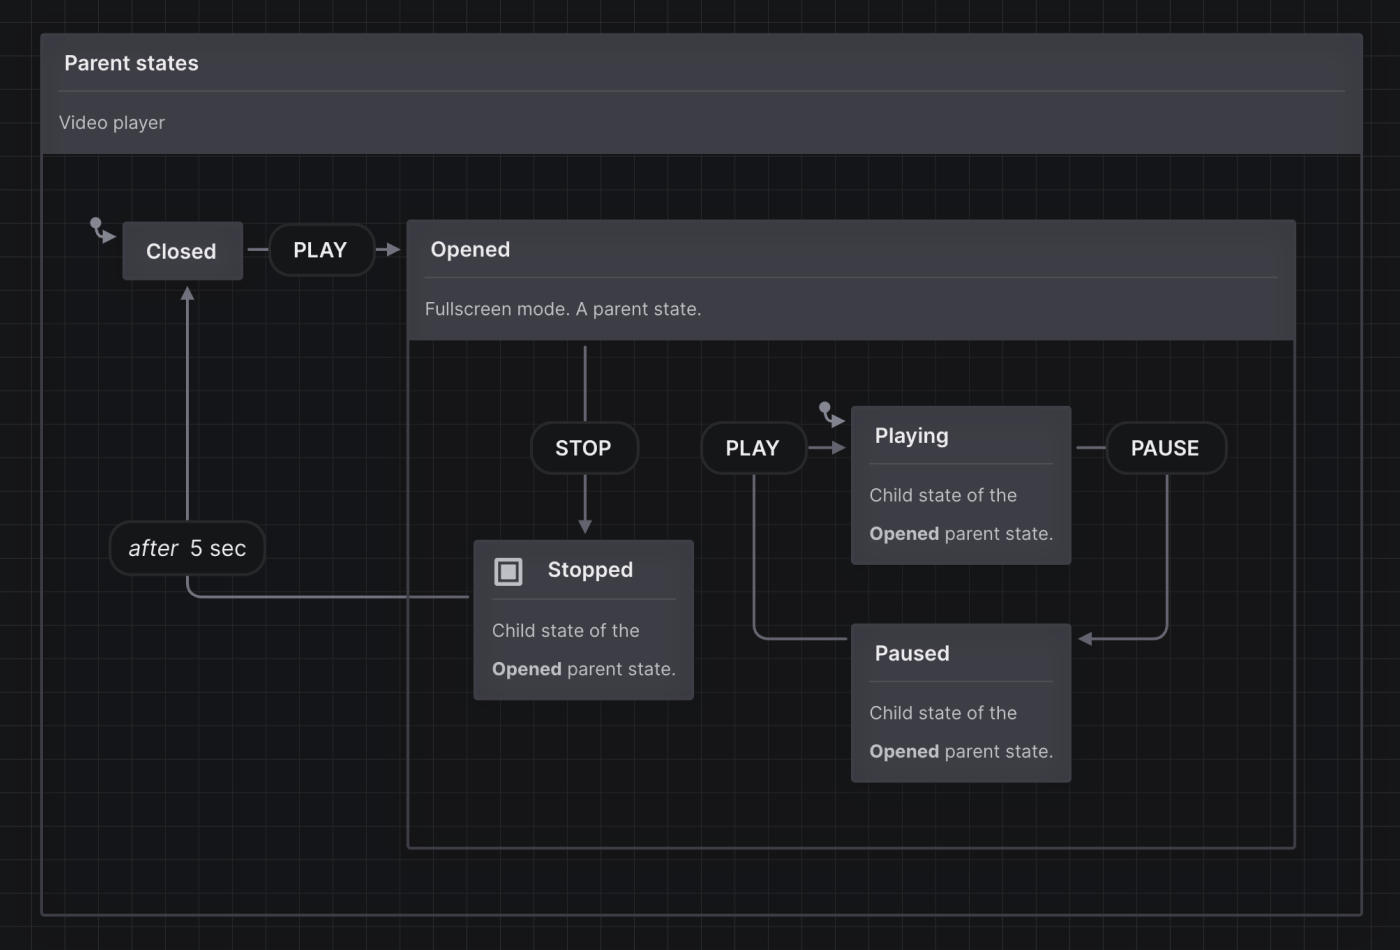 Parent states
Video player
Closed
PLAY
Opened
Fullscreen mode. A parent state.
STOP
PLAY
Playing
Child state of the
Opened parent state.
PAUSE
after 5 sec
Stopped
Child state of the
Opened parent state.
Paused
Child state of the
Opened parent state.